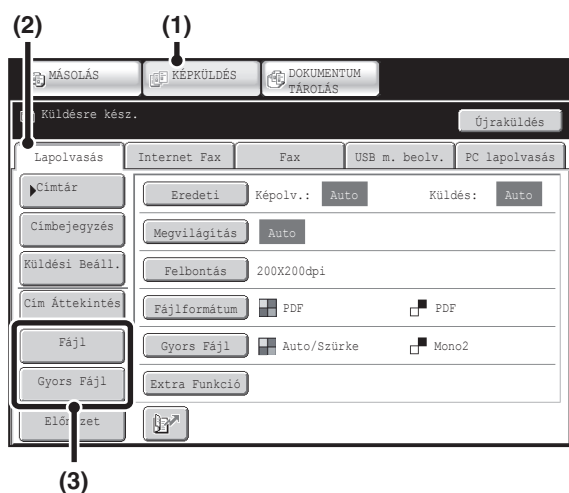 (2)
(1)
MÁSOLÁS
KÉPKÜLDÉS
DOKUMENTUM
TÁROLÁS
Küldésre kész.
Újraküldés
Lapolvasás
Internet Fax
Fax
USB m. beolv.
PC lapolvasás
Címtár
Eredeti
Képolv.:
Auto
Küldés:
Auto
Címbejegyzés
Megvilágítás
Auto
Küldési Beáll.
Felbontás
200X200dpi
Cím Áttekintés
Fájlformátum
PDF
PDF
Fájl
Gyors Fájl
Auto/Szürke
Mono2
Gyors Fájl
Extra Funkció
(3)